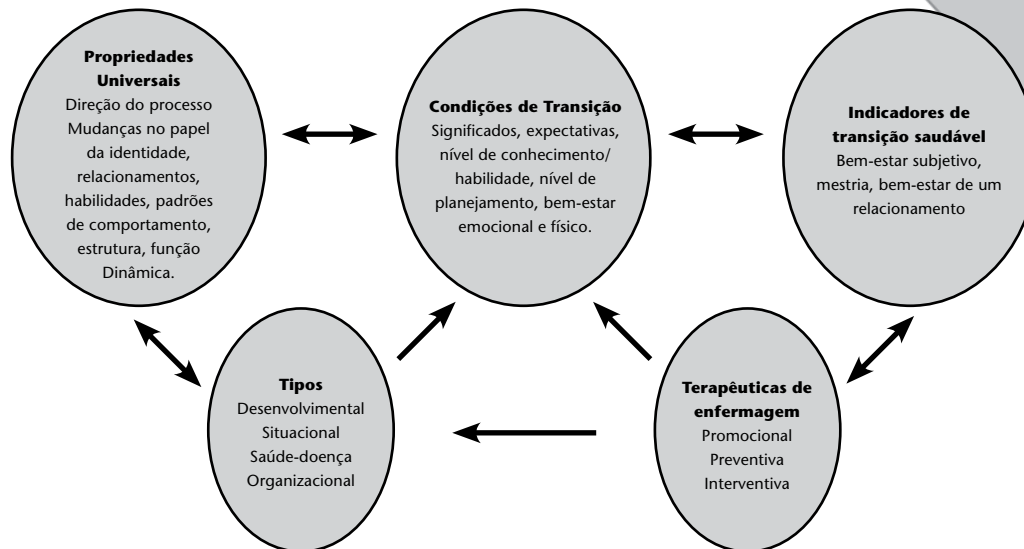 Propriedades
Universais
Direção do processo
Mudanças no papel
da identidade,
relacionamentos,
habilidades, padrões
de comportamento,
estrutura, função
Dinâmica.
Condições de Transição
Significados, expectativas,
nível de conhecimento/
habilidade, nível de
planejamento, bem-estar
emocional e físico.
Indicadores de
transição saudável
Bem-estar subjetivo,
mestria, bem-estar de um
relacionamento
Tipos
Desenvolvimental
Situacional
Saúde-doença
Organizacional
Terapêuticas de
enfermagem
Promocional
Preventiva
Interventiva